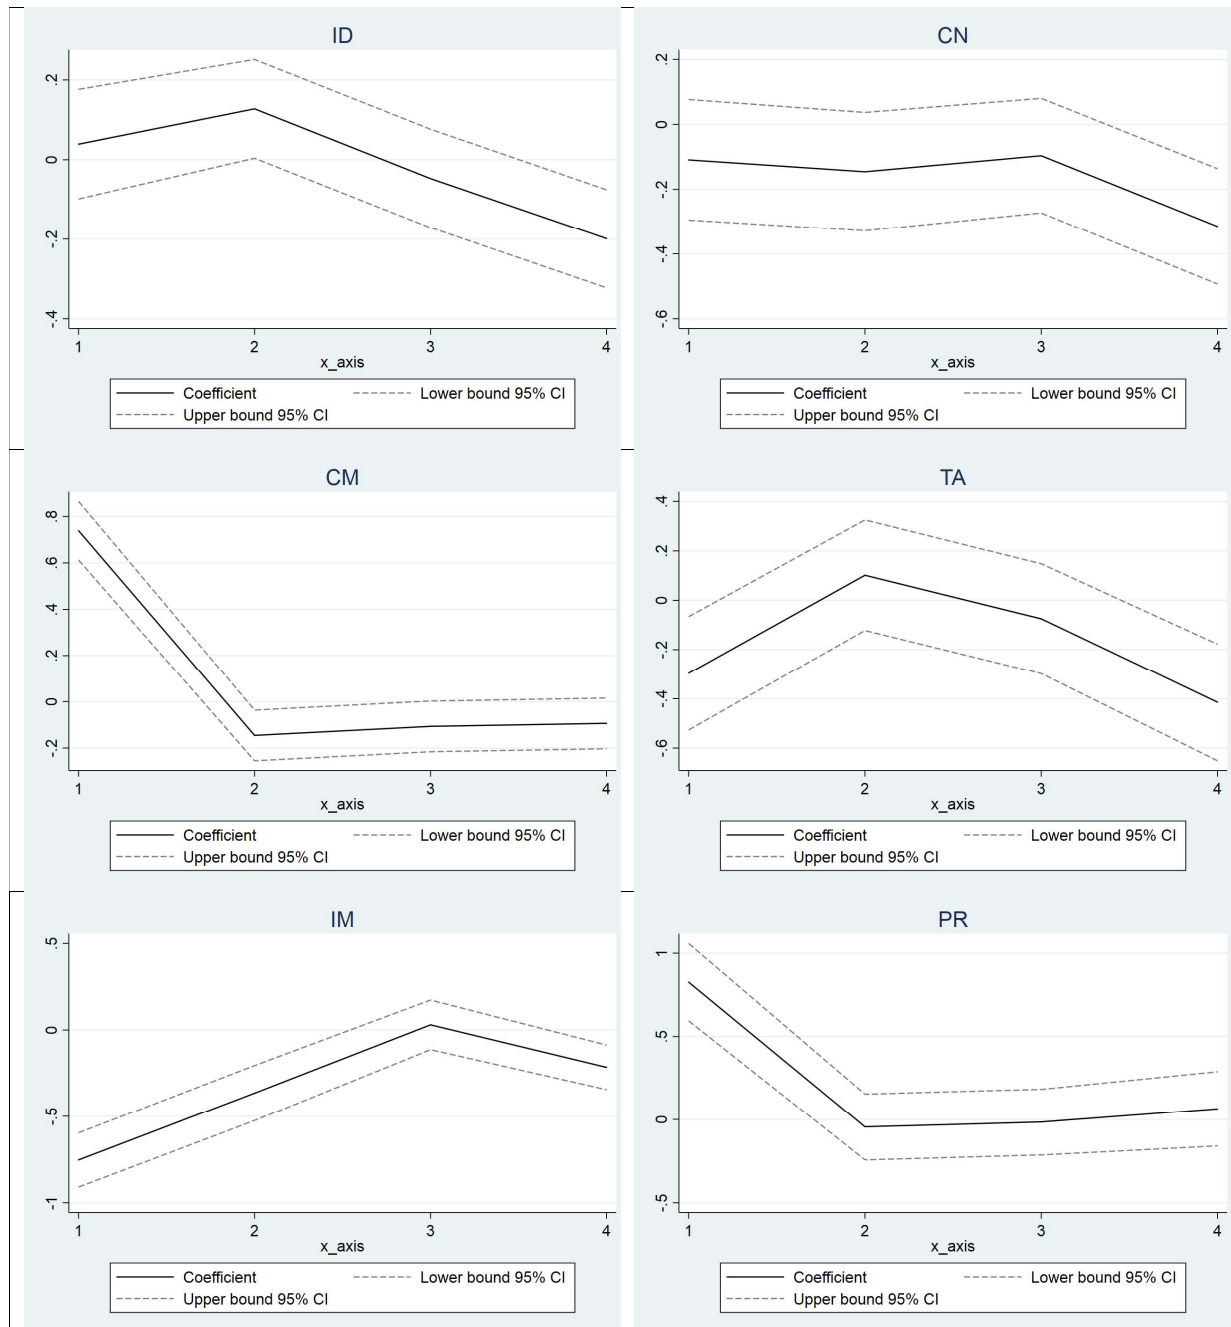 ID
.2
0
-.2
-.4
1 2 3 4
x_axis
Coefficient Lower bound 95% CI
Upper bound 95% CI
CN
.2
0
-.2
-.4
-.6
1 2 3 4
x_axis
Coefficient Lower bound 95% CI
Upper bound 95% CI
CM
.8
.6
.4
.2
0
-.2
1 2 3 4
x_axis
Coefficient Lower bound 95% CI
Upper bound 95% CI
TA
.4
.2
0
-.2
-.4
-.6
1 2 3 4
x_axis
Coefficient Lower bound 95% CI
Upper bound 95% CI
IM
.5
0
-.5
-1
1 2 3 4
x_axis
Coefficient Lower bound 95% CI
Upper bound 95% CI
PR
1
.5
0
-.5
1 2 3 4
x_axis
Coefficient Lower bound 95% CI
Upper bound 95% CI